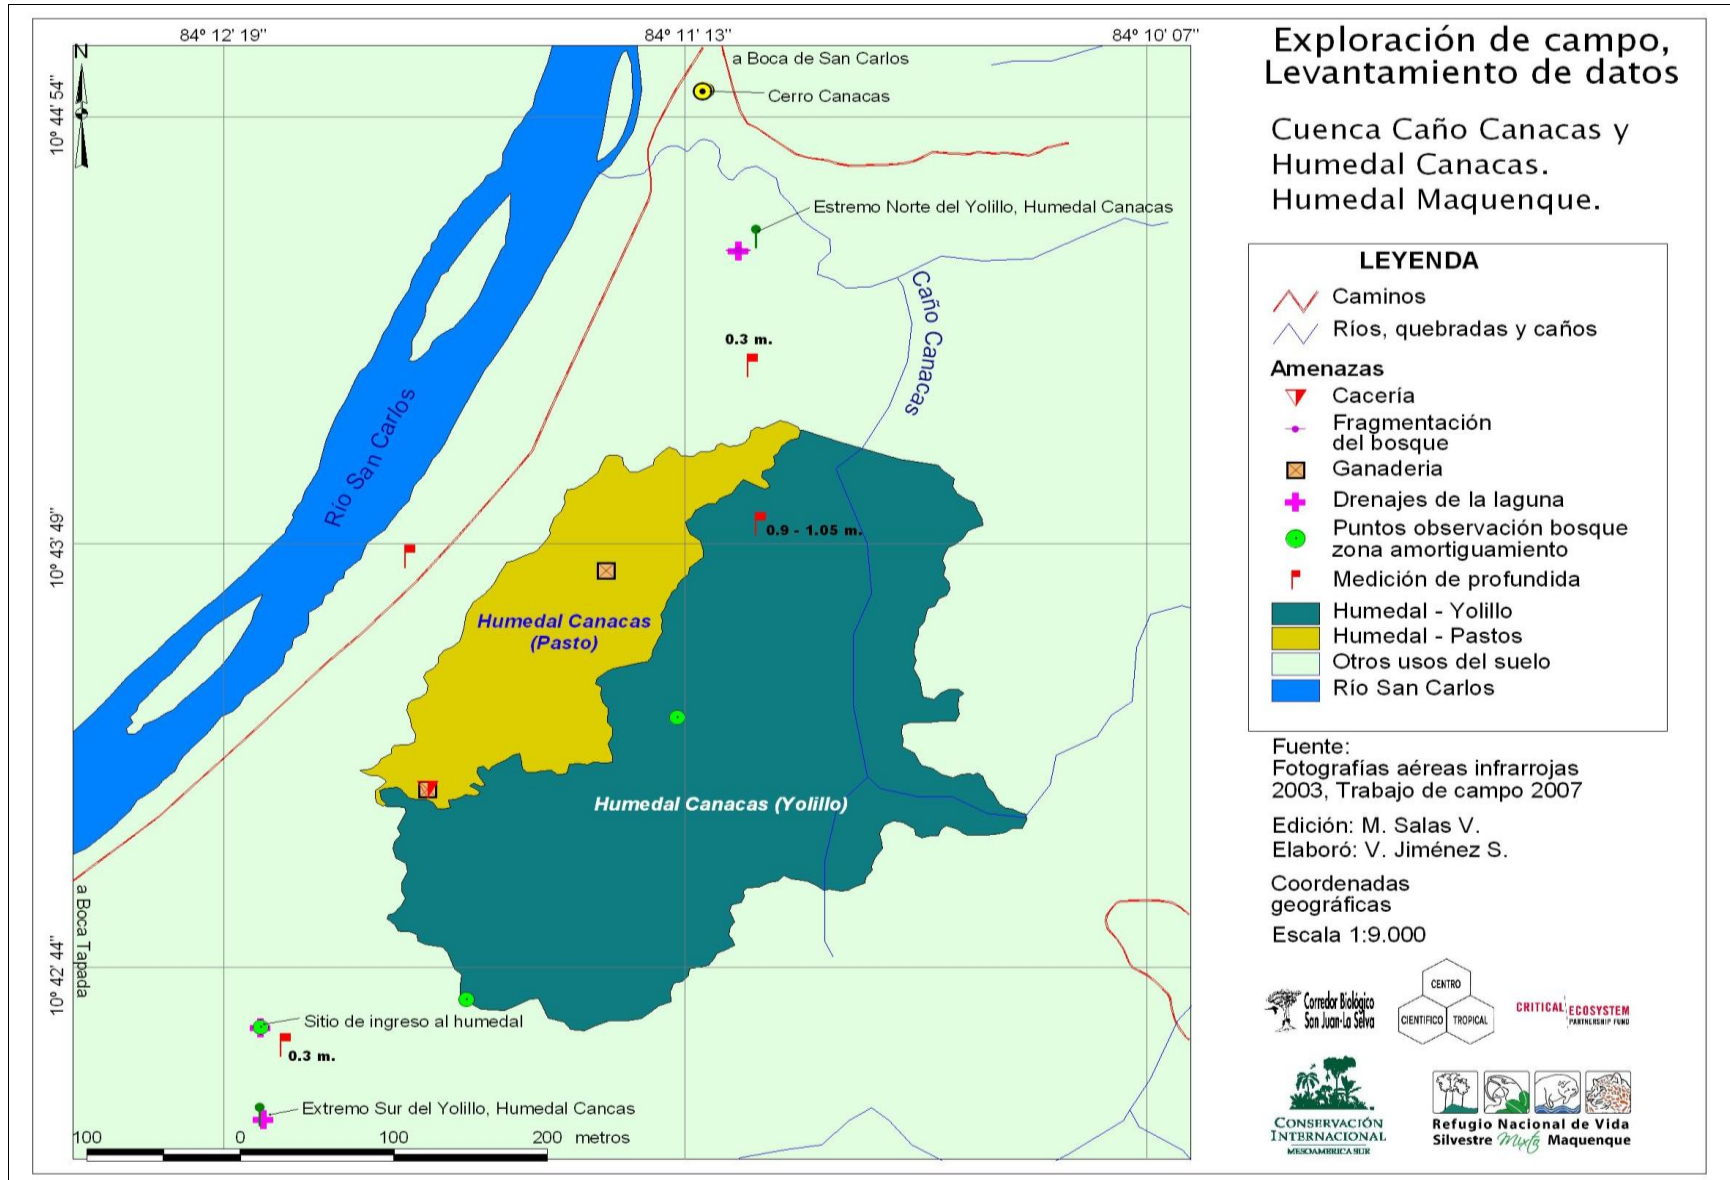 84º 12' 19"
84º 11' 13"
84º 10' 07"
N
10º 44' 54"
10º 43' 49"
10º 42' 44"
a Boca de San Carlos
Cerro Canacas
Estremo Norte del Yolillo, Humedal Canacas
Caño Canacas
0.3 m.
Río San Carlos
0.9 - 1.05 m.
Humedal Canacas
(Pasto)
Humedal Canacas (Yolillo)
a Boca Tapada
Sitio de ingreso al humedal
0.3 m.
Extremo Sur del Yolillo, Humedal Cancas
100 0 100 200 metros
Exploración de campo,
Levantamiento de datos
Cuenca Caño Canacas y
Humedal Canacas.
Humedal Maquenque.
LEYENDA
Caminos
Ríos, quebradas y caños
Amenazas
Cacería
Fragmentación
del bosque
Ganaderia
Drenajes de la laguna
Puntos observación bosque
zona amortiguamiento
Medición de profundida
Humedal - Yolillo
Humedal - Pastos
Otros usos del suelo
Río San Carlos
Fuente:
Fotografías aéreas infrarrojas
2003, Trabajo de campo 2007
Edición: M. Salas V.
Elaboró: V. Jiménez S.
Coordenadas
geográficas
Escala 1:9.000
Corredor Biológico
San Juan-La Selva
CENTRO
CIENTIFICO TROPICAL
CRITICAL ECOSYSTEM
PARTNERSHIP FUND
CONSERVACIÓN
INTERNACIONAL
MESOAMERICA SUR
Refugio Nacional de Vida
Silvestre Mixto Maquenque